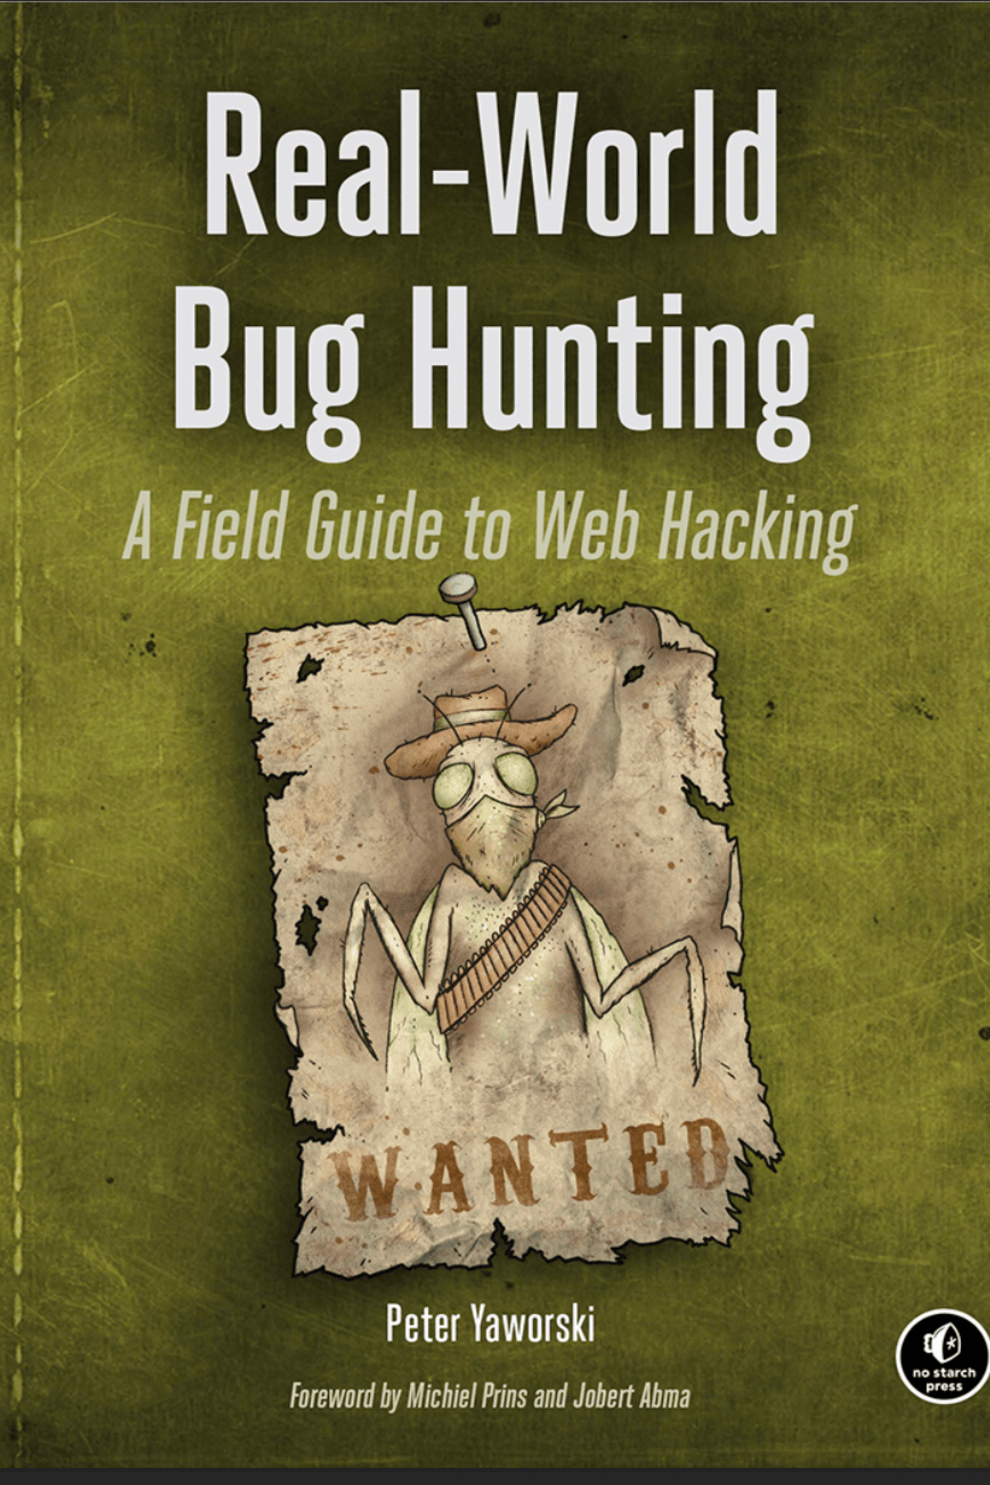 Real-World
Bug Hunting
A Field Guide to Web Hacking
WANTED
Peter Yaworski
no starch
press
Foreword by Michiel Prins and Jobert Abma